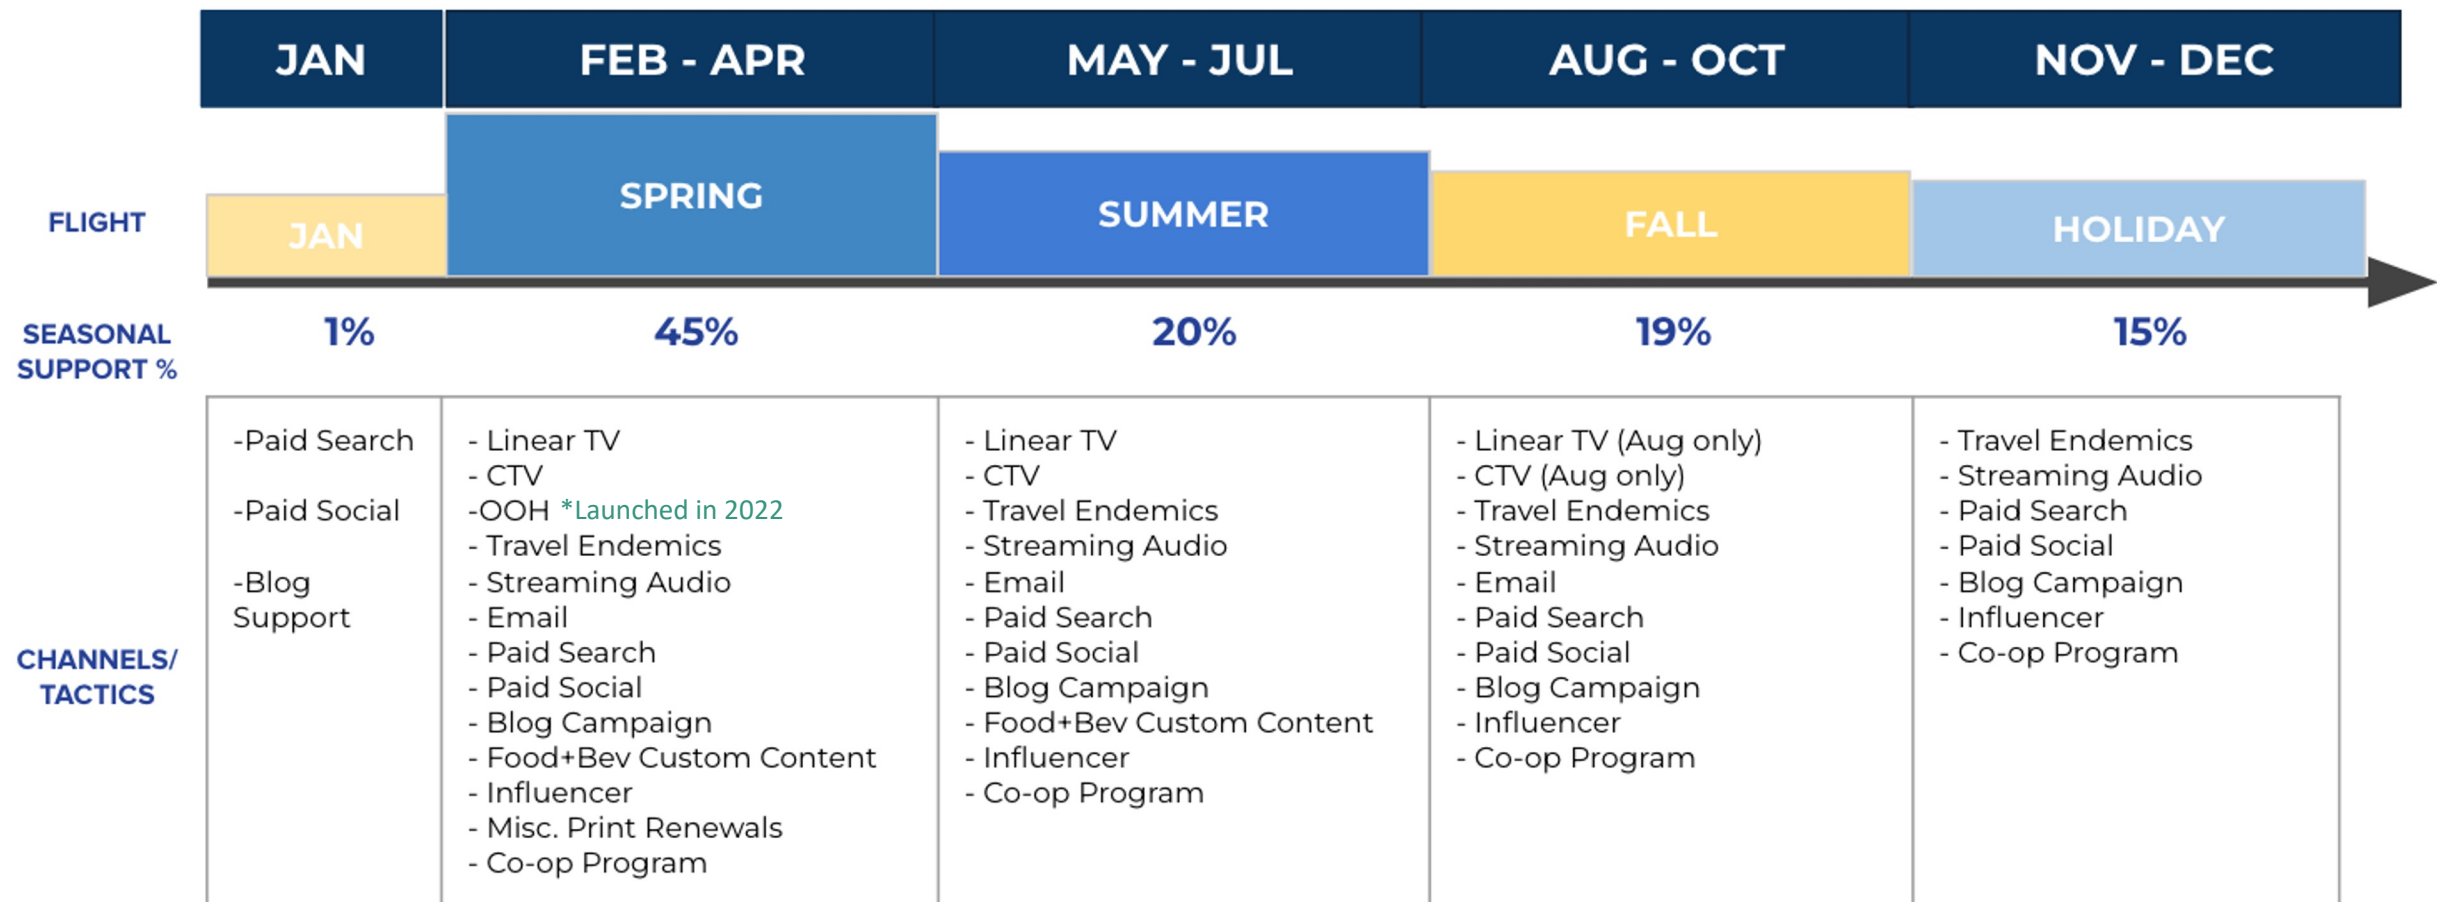 JAN
FEB - APR
MAY - JUL
AUG - OCT
NOV - DEC
FLIGHT
JAN
SPRING
SUMMER
FALL
HOLIDAY
SEASONAL
SUPPORT %
1%
45%
20%
19%
15%
CHANNELS/
TACTICS
-Paid Search
-Paid Social
-Blog
Support
- Linear TV
- CTV
-OOH *Launched in 2022
- Travel Endemics
- Streaming Audio
- Email
- Paid Search
- Paid Social
- Blog Campaign
- Food+Bev Custom Content
- Influencer
- Misc. Print Renewals
- Co-op Program
- Linear TV
- CTV
- Travel Endemics
- Streaming Audio
- Email
- Paid Search
- Paid Social
- Blog Campaign
- Food+Bev Custom Content
- Influencer
- Co-op Program
- Linear TV (Aug only)
- CTV (Aug only)
- Travel Endemics
- Streaming Audio
- Email
- Paid Search
- Paid Social
- Blog Campaign
- Influencer
- Co-op Program
- Travel Endemics
- Streaming Audio
- Paid Search
- Paid Social
- Blog Campaign
- Influencer
- Co-op Program